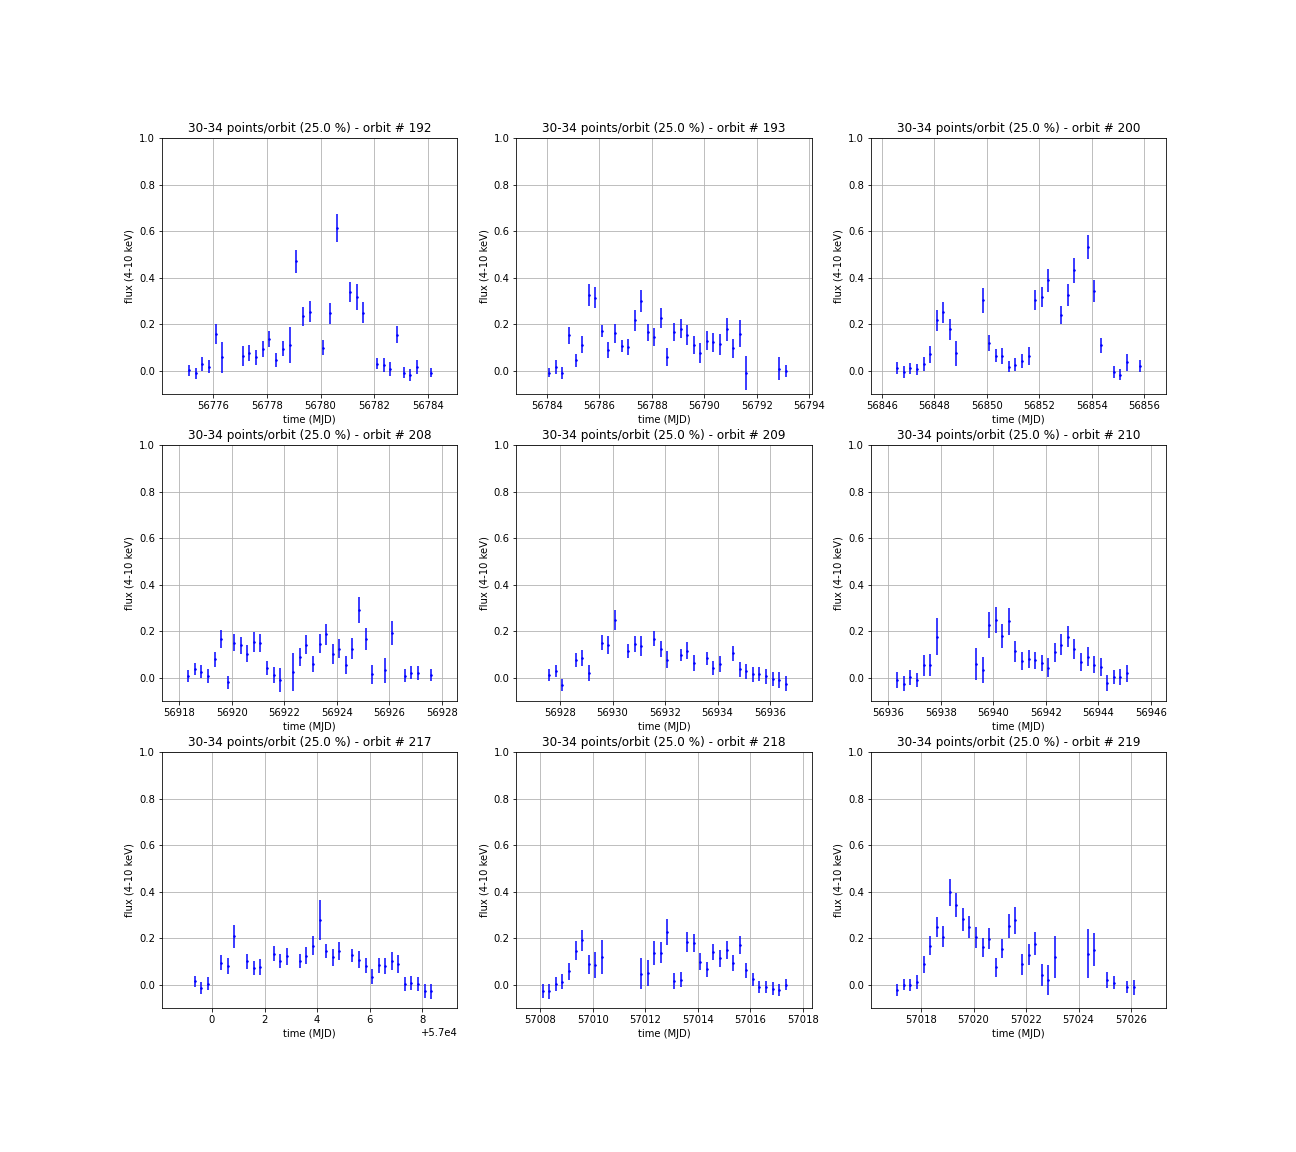 30-34 points/orbit (25.0 %) - orbit # 192
30-34 points/orbit (25.0 %) - orbit # 193
30-34 points/orbit (25.0 %) - orbit # 200
1.0 0.8 0.6 0.4 0.2 0.0
flux (4-10 keV)
56776 56778 56780 56782 56784
time (MJD)
1.0 0.8 0.6 0.4 0.2 0.0
flux (4-10 keV)
56784 56786 56788 56790 56792 56794
time (MJD)
1.0 0.8 0.6 0.4 0.2 0.0
flux (4-10 keV)
56846 56848 56850 56852 56854 56856
time (MJD)
30-34 points/orbit (25.0 %) - orbit # 208
30-34 points/orbit (25.0 %) - orbit # 209
30-34 points/orbit (25.0 %) - orbit # 210
1.0 0.8 0.6 0.4 0.2 0.0
flux (4-10 keV)
56918 56920 56922 56924 56926 56928
time (MJD)
1.0 0.8 0.6 0.4 0.2 0.0
flux (4-10 keV)
56928 56930 56932 56934 56936
time (MJD)
1.0 0.8 0.6 0.4 0.2 0.0
flux (4-10 keV)
56936 56938 56940 56942 56944 56946
time (MJD)
30-34 points/orbit (25.0 %) - orbit # 217
30-34 points/orbit (25.0 %) - orbit # 218
30-34 points/orbit (25.0 %) - orbit # 219
1.0 0.8 0.6 0.4 0.2 0.0
flux (4-10 keV)
0 2 4 6 8
time (MJD)
+5.7e4
1.0 0.8 0.6 0.4 0.2 0.0
flux (4-10 keV)
57008 57010 57012 57014 57016 57018
time (MJD)
1.0 0.8 0.6 0.4 0.2 0.0
flux (4-10 keV)
57018 57020 57022 57024 57026
time (MJD)